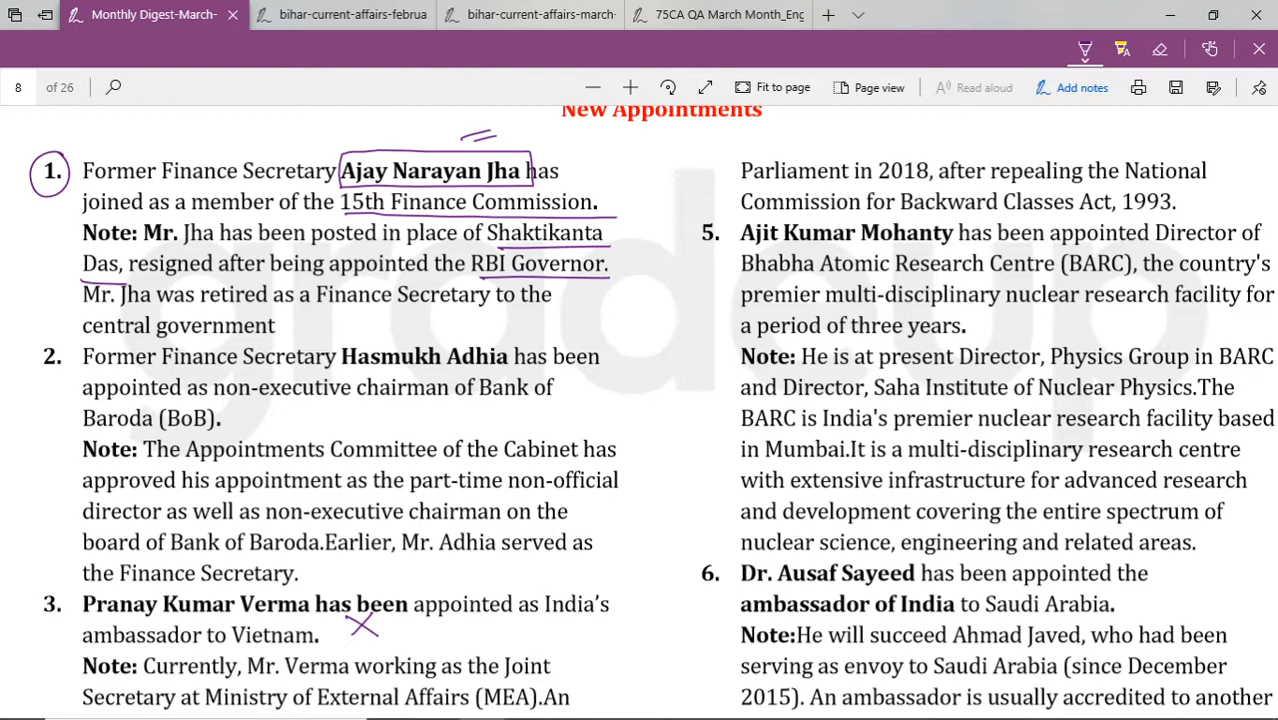 Monthly Digest-March-
bihar-current-affairs-februa
bihar-current-affairs-march-
75CA QA March Month_Eng
8 of 26
Fit to page
Page view
Read aloud
Add notes
New Appointments
1. Former Finance Secretary Ajay Narayan Jha has
joined as a member of the 15th Finance Commission.
Note: Mr. Jha has been posted in place of Shaktikanta
Das, resigned after being appointed the RBI Governor.
Mr. Jha was retired as a Finance Secretary to the
central government
2. Former Finance Secretary Hasmukh Adhia has been
appointed as non-executive chairman of Bank of
Baroda (BoB).
Note: The Appointments Committee of the Cabinet has
approved his appointment as the part-time non-official
director as well as non-executive chairman on the
board of Bank of Baroda.Earlier, Mr. Adhia served as
the Finance Secretary.
3. Pranay Kumar Verma has been appointed as India's
ambassador to Vietnam.
Note: Currently, Mr. Verma working as the Joint
Secretary at Ministry of External Affairs (MEA).An
Parliament in 2018, after repealing the National
Commission for Backward Classes Act, 1993.
5. Ajit Kumar Mohanty has been appointed Director of
Bhabha Atomic Research Centre (BARC), the country's
premier multi-disciplinary nuclear research facility for
a period of three years.
Note: He is at present Director, Physics Group in BARC
and Director, Saha Institute of Nuclear Physics.The
BARC is India's premier nuclear research facility based
in Mumbai.It is a multi-disciplinary research centre
with extensive infrastructure for advanced research
and development covering the entire spectrum of
nuclear science, engineering and related areas.
6. Dr. Ausaf Sayeed has been appointed the
ambassador of India to Saudi Arabia.
Note:He will succeed Ahmad Javed, who had been
serving as envoy to Saudi Arabia (since December
2015). An ambassador is usually accredited to another
gradeup